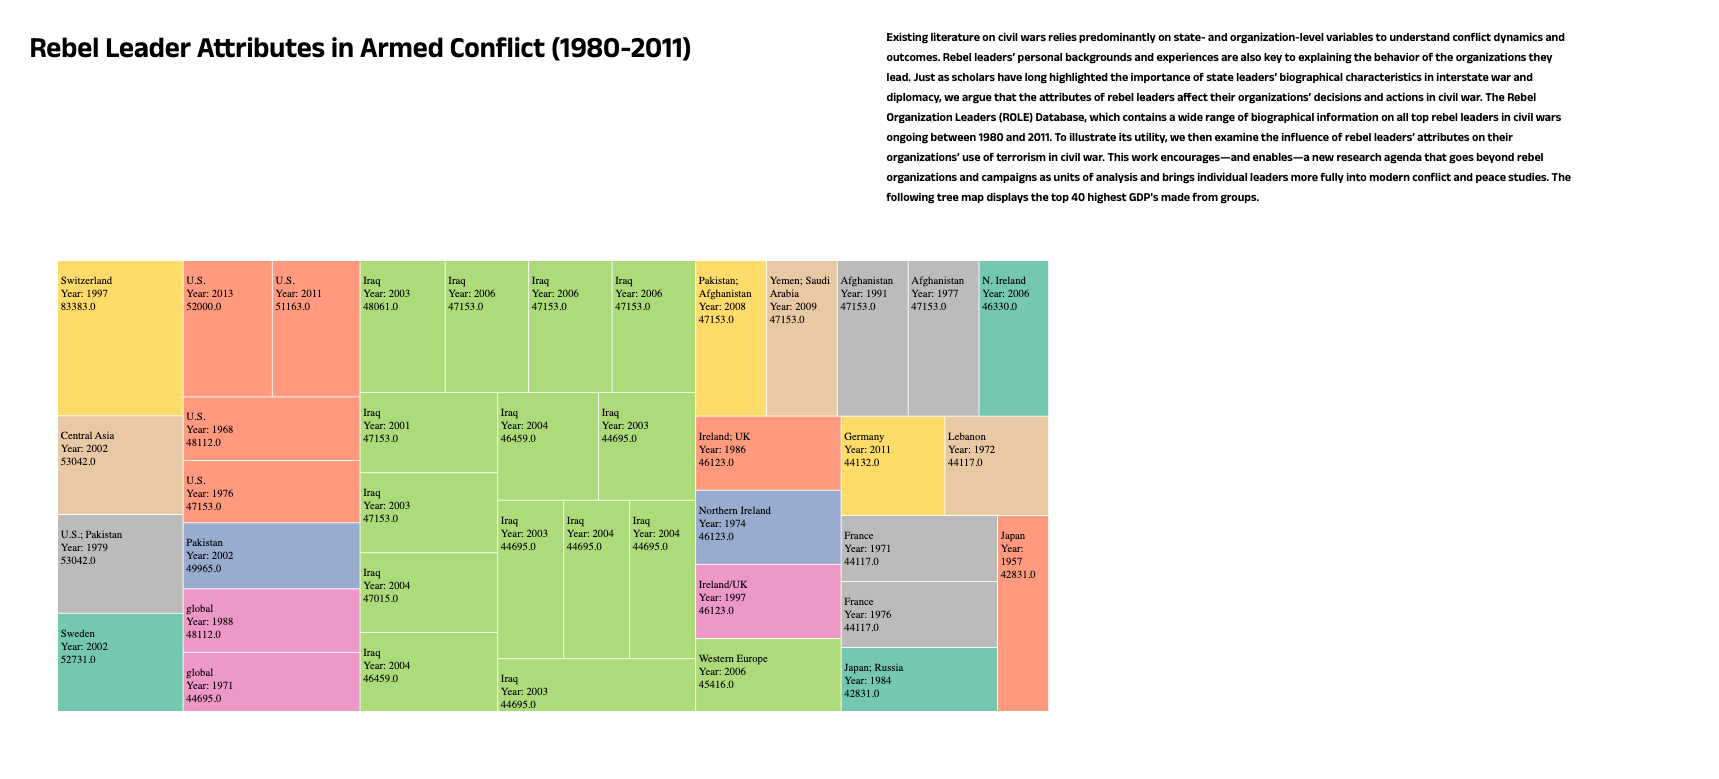 Rebel Leader Attributes in Armed Conflict (1980-2011)
Existing literature on civil wars relies predominantly on state- and organization-level variables to understand conflict dynamics and
outcomes. Rebel leaders’ personal backgrounds and experiences are also key to explaining the behavior of the organizations they
lead. Just as scholars have long highlighted the importance of state leaders’ biographical characteristics in interstate war and
diplomacy, we argue that the attributes of rebel leaders affect their organizations’ decisions and actions in civil war. The Rebel
Organization Leaders (ROLE) Database, which contains a wide range of biographical information on all top rebel leaders in civil wars
ongoing between 1980 and 2011. To illustrate its utility, we then examine the influence of rebel leaders’ attributes on their
organizations’ use of terrorism in civil war. This work encourages—and enables—a new research agenda that goes beyond rebel
organizations and campaigns as units of analysis and brings individual leaders more fully into modern conflict and peace studies. The
following tree map displays the top 40 highest GDP's made from groups.
Switzerland
Year: 1997
83383.0
Central Asia
Year: 2002
53042.0
U.S.; Pakistan
Year: 1979
53042.0
Sweden
Year: 2002
52731.0
U.S.
Year: 2013
52000.0
U.S.
Year: 2011
51163.0
U.S.
Year: 1968
48112.0
U.S.
Year: 1976
47153.0
Pakistan
Year: 2002
49965.0
global
Year: 1988
48112.0
global
Year: 1971
44695.0
Iraq
Year: 2003
48061.0
Iraq
Year: 2006
47153.0
Iraq
Year: 2006
47153.0
Iraq
Year: 2006
47153.0
Iraq
Year: 2001
47153.0
Iraq
Year: 2003
47153.0
Iraq
Year: 2004
47015.0
Iraq
Year: 2004
46459.0
Iraq
Year: 2004
46459.0
Iraq
Year: 2003
44695.0
Iraq
Year: 2003
44695.0
Iraq
Year: 2004
44695.0
Iraq
Year: 2004
44695.0
Iraq
Year: 2003
44695.0
Pakistan;
Afghanistan
Year: 2008
47153.0
Yemen; Saudi
Arabia
Year: 2009
47153.0
Afghanistan
Year: 1991
47153.0
Afghanistan
Year: 1977
47153.0
N. Ireland
Year: 2006
46330.0
Ireland; UK
Year: 1986
46123.0
Northern Ireland
Year: 1974
46123.0
Ireland/UK
Year: 1997
46123.0
Western Europe
Year: 2006
45416.0
Germany
Year: 2011
44132.0
Lebanon
Year: 1972
44117.0
France
Year: 1971
44117.0
France
Year: 1976
44117.0
Japan; Russia
Year: 1984
42831.0
Japan
Year:
1957
42831.0